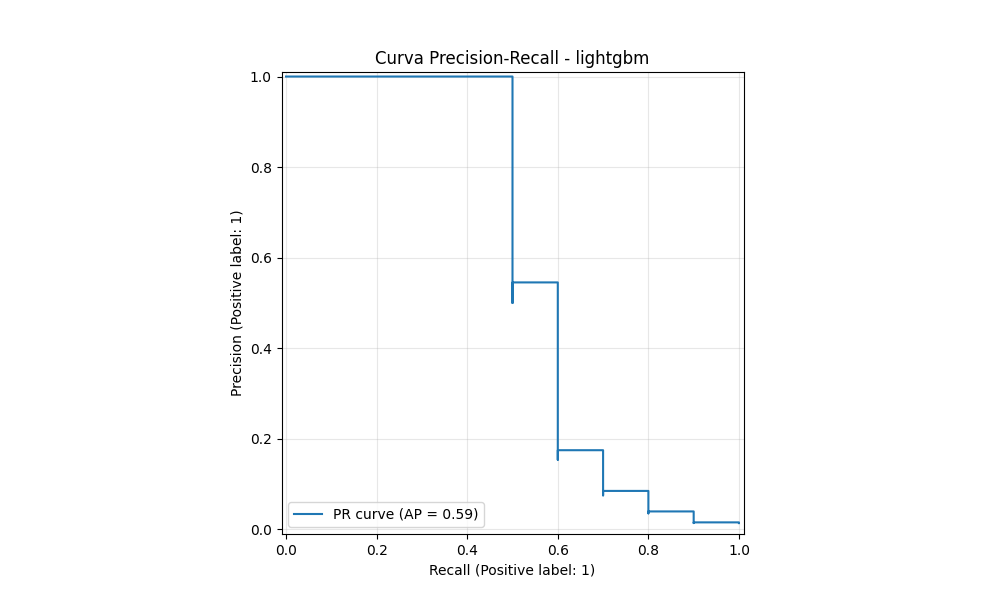 Curva Precision-Recall - lightgbm
1.0
0.8
0.6
0.4
0.2
0.0
Precision (Positive label: 1)
PR curve (AP = 0.59)
0.0 0.2 0.4 0.6 0.8 1.0
Recall (Positive label: 1)